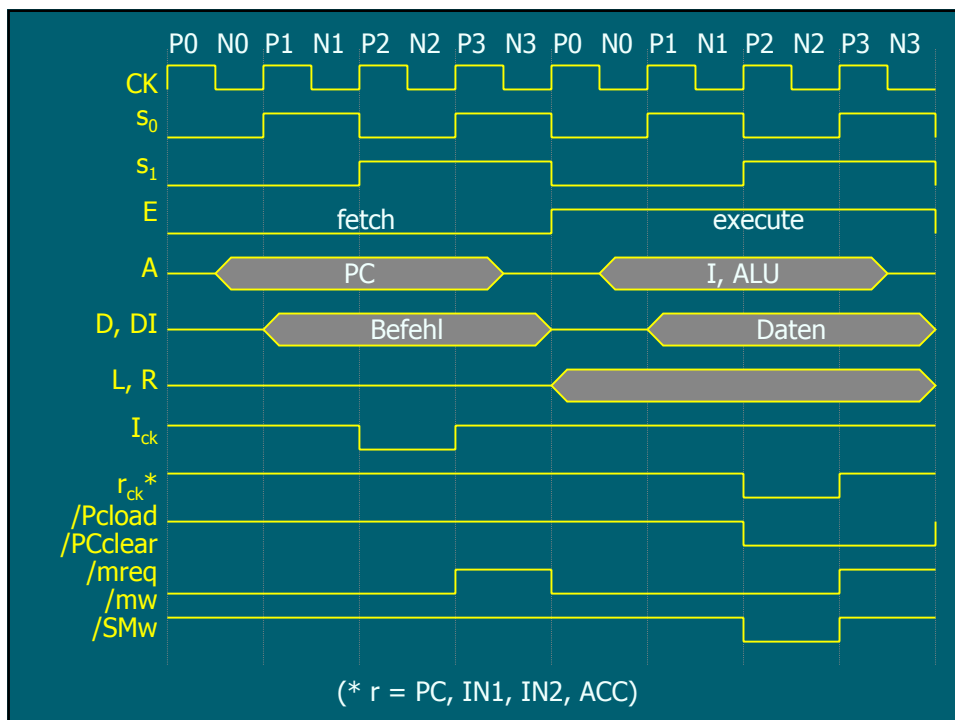 P0 N0 P1 N1 P2 N2 P3 N3 P0 N0 P1 N1 P2 N2 P3 N3
CK
s0
s1
E fetch execute
A PC I, ALU
D, DI Befehl Daten
L, R
Ick
rck*
/Pcload
/PCclear
/mreq
/mw
/SMw
(* r = PC, IN1, IN2, ACC)